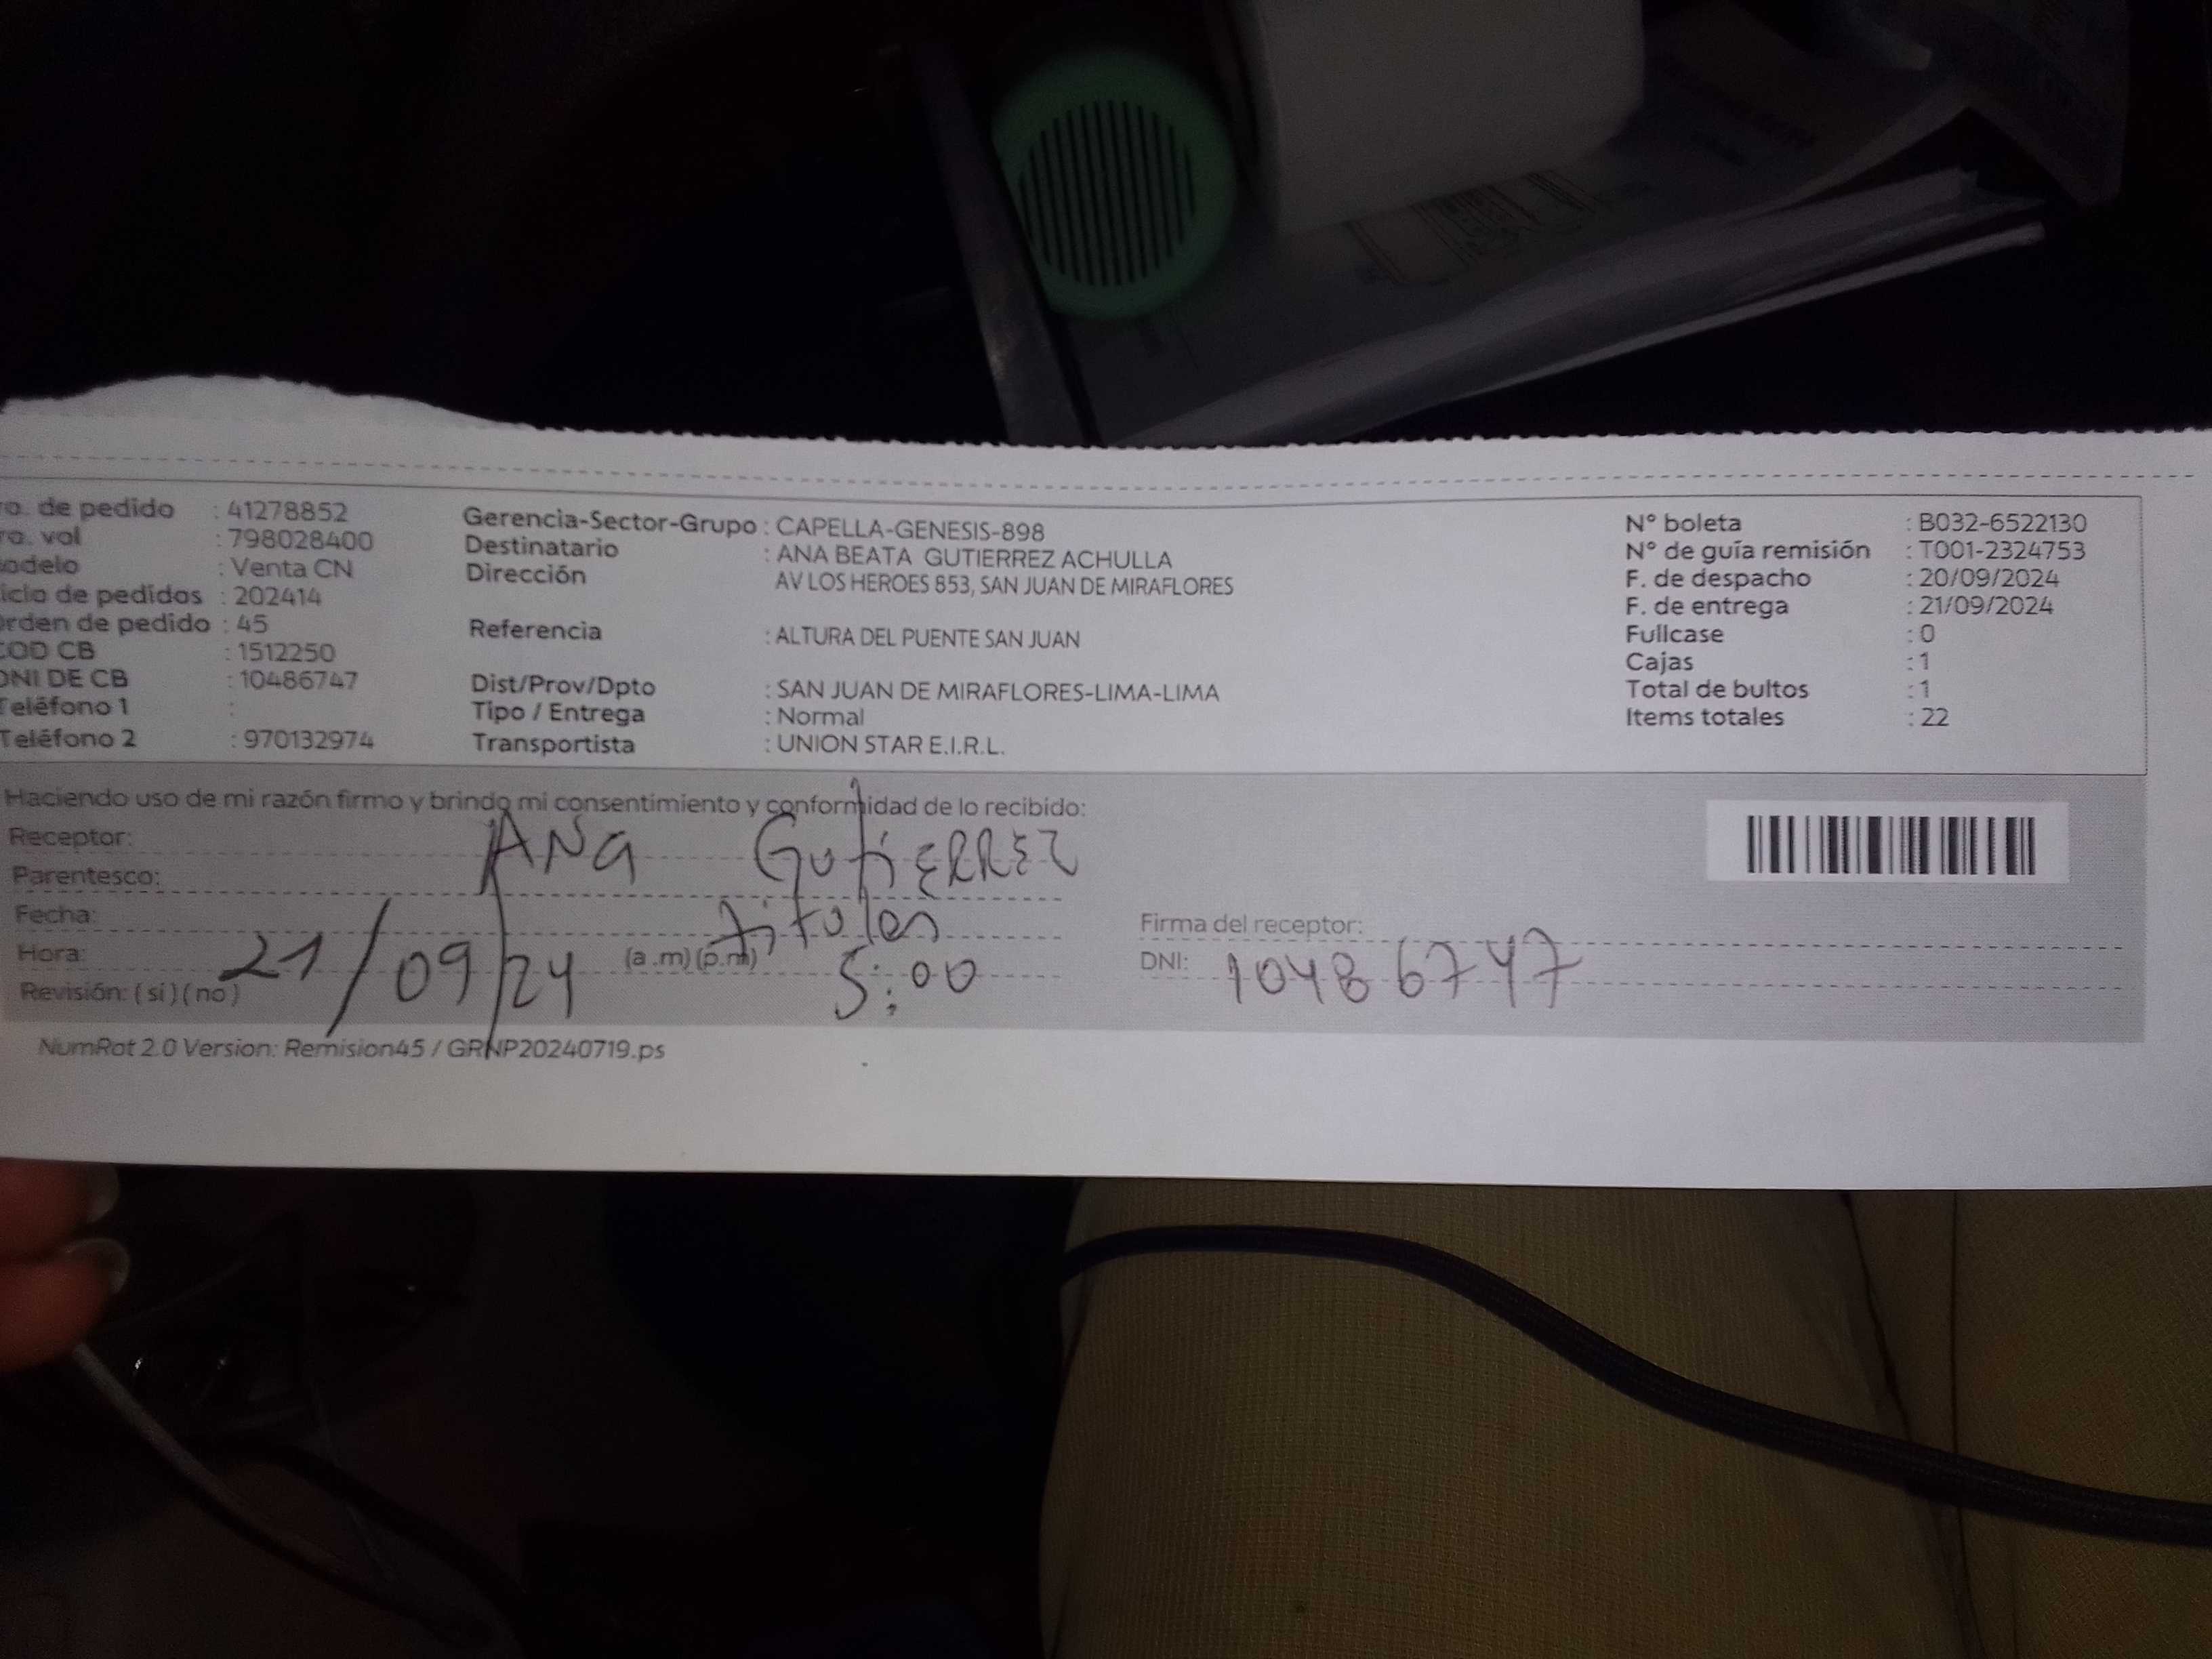 ro. de pedido : 41278852
ro. val : 798028400
odelo : Venta CN
iclo de pedidos : 202414
rden de pedido : 45
COD CB : 1512250
DNI DE CB : 10486747
Teléfono 1 :
Teléfono 2 : 970132974
Gerencia-Sector-Grupo : CAPELLA-GENESIS-898
Destinatario : ANA BEATA GUTIERREZ ACHULLA
Dirección AV LOS HEROES 853, SAN JUAN DE MIRAFLORES
Referencia : ALTURA DEL PUENTE SAN JUAN
Dist/Prov/Dpto : SAN JUAN DE MIRAFLORES-LIMA-LIMA
Tipo / Entrega : Normal
Transportista : UNION STAR E.I.R.L.
N° boleta : B032-6522130
N° de guía remisión : T001-2324753
F. de despacho : 20/09/2024
F. de entrega : 21/09/2024
Fullcase : 0
Cajas : 1
Total de bultos : 1
Items totales : 22
Haciendo uso de mi razón firmo y brindo mi consentimiento y conformidad de lo recibido:
Receptor: ANA GUTIERREZ
Parentesco:
Fecha:
Hora: 21/09/24 (a.m) (p.m) 5:00
Revisión: (si) (no)
Firma del receptor:
DNI: 10486747
NumRot 2.0 Version: Remision45 / GRNP20240719.ps